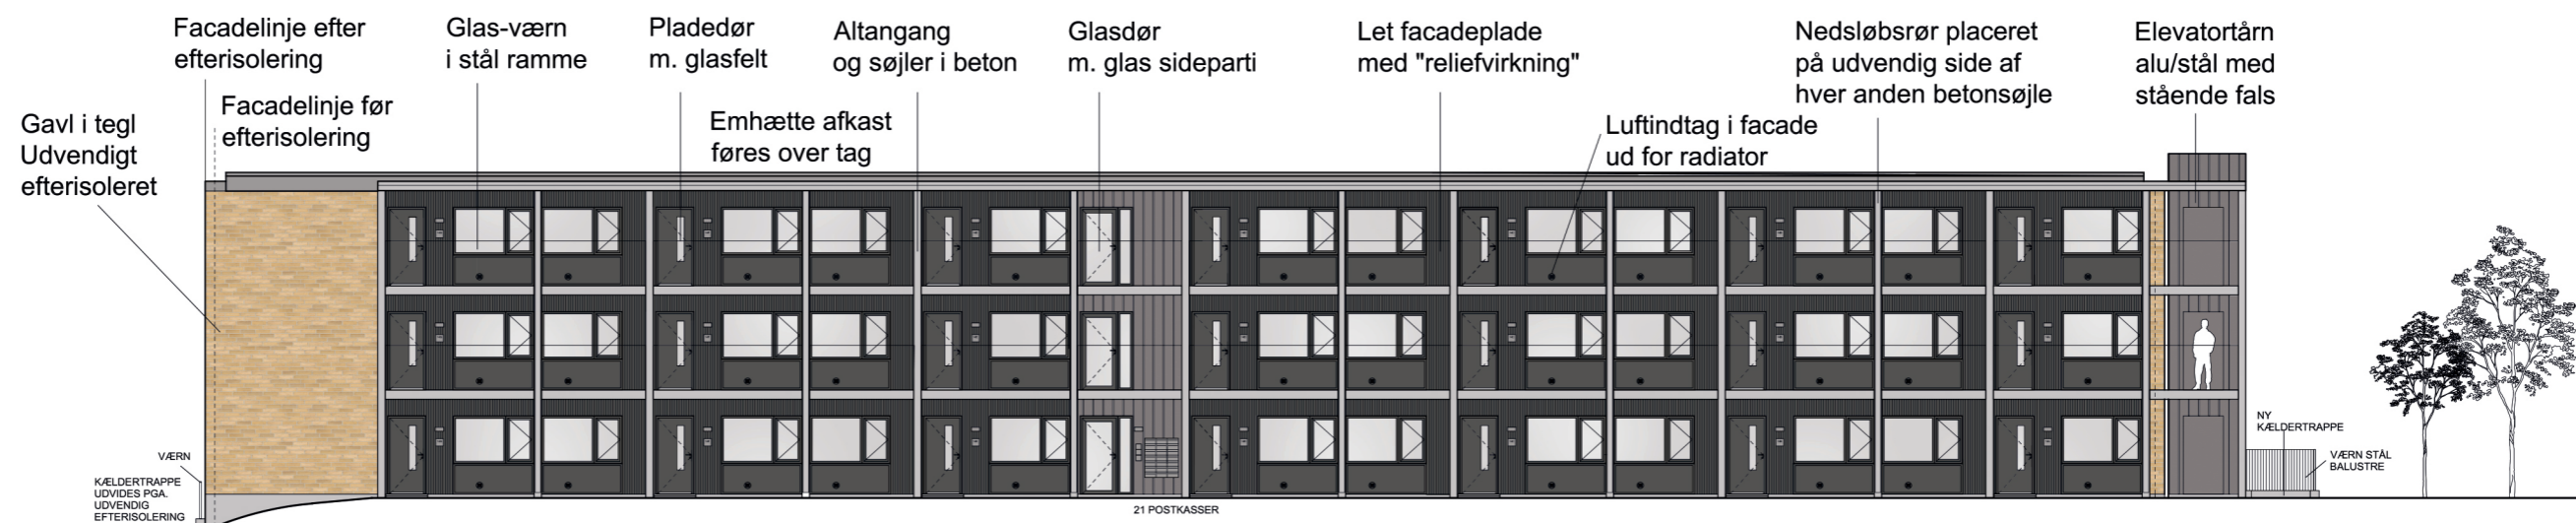 Facadelinje efter
efterisolering
Glas-værn
i stål ramme
Pladedør
m. glasfelt
Altangang
og søjler i beton
Glasdør
m. glas sideparti
Let facadeplade
med "reliefvirkning"
Nedsløbsrør placeret
på udvendig side af
hver anden betonsøjle
Elevatortårn
alu/stål med
stående fals
Gavl i tegl
Udvendigt
efterisoleret
Facadelinje før
efterisolering
Emhætte afkast
føres over tag
Luftindtag i facade
ud for radiator
VÆRN
KÆLDERTRAPPE
UDVIDES PGA.
UDVENDIG
EFTERISOLERING
21 POSTKASSER
NY
KÆLDERTRAPPE
VÆRN STÅL
BALUSTRE